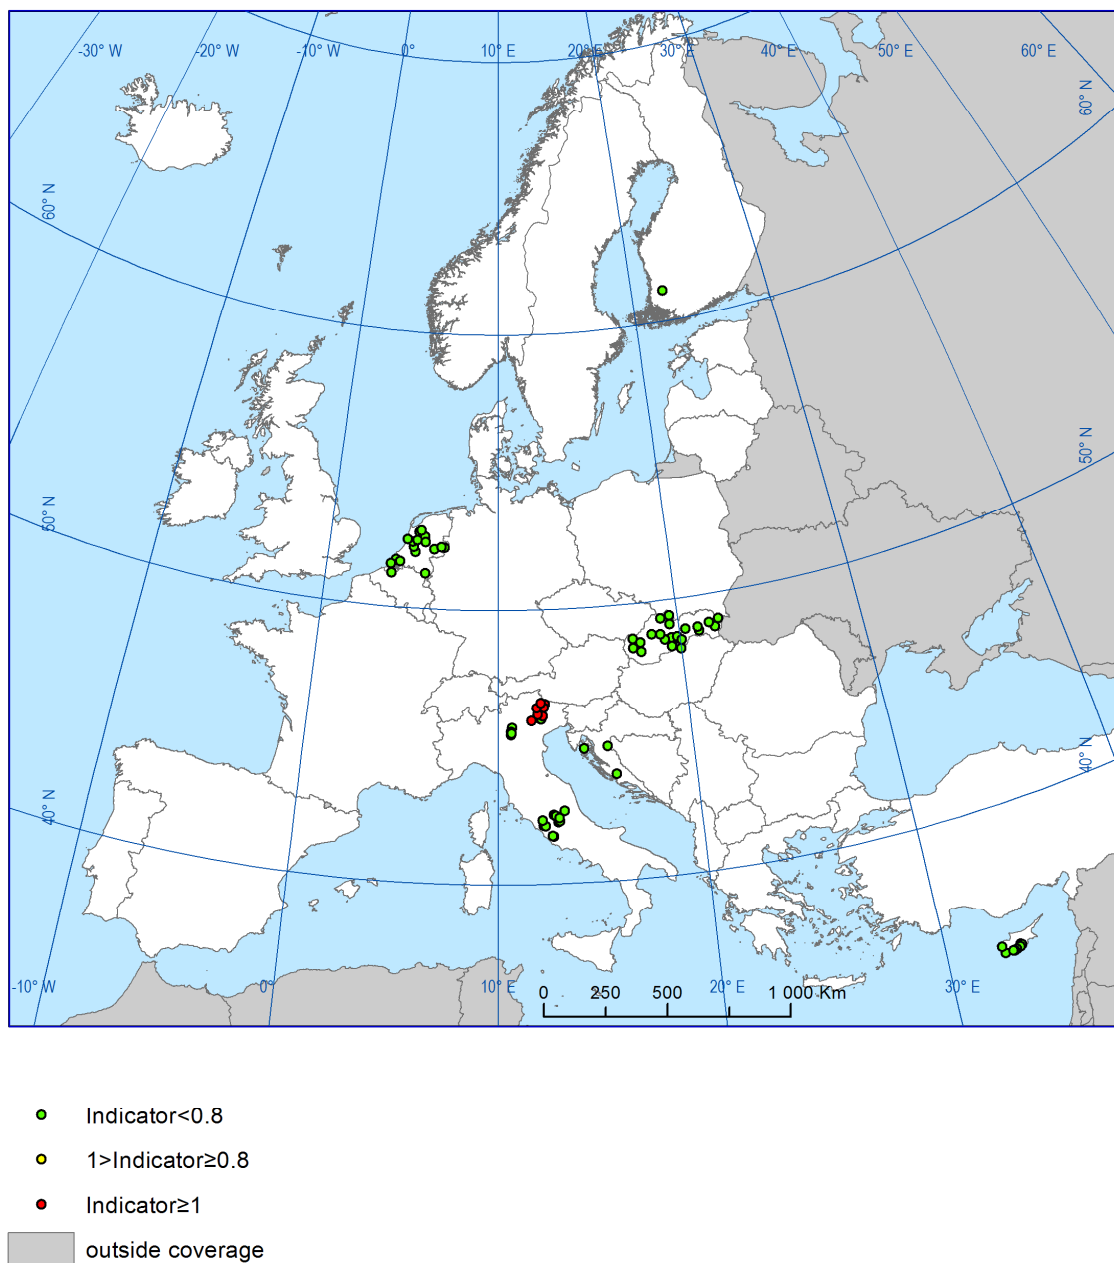 -30° W -20° W -10° W 0° 10° E 20° E 30° E 40° E 50° E 60° E
60° N
60° N
50° N
50° N
40° N
40° N
-10° W 0° 10° E 20° E 30° E
0 250 500 1 000 Km
Indicator<0.8
1>Indicator≥0.8
Indicator≥1
outside coverage